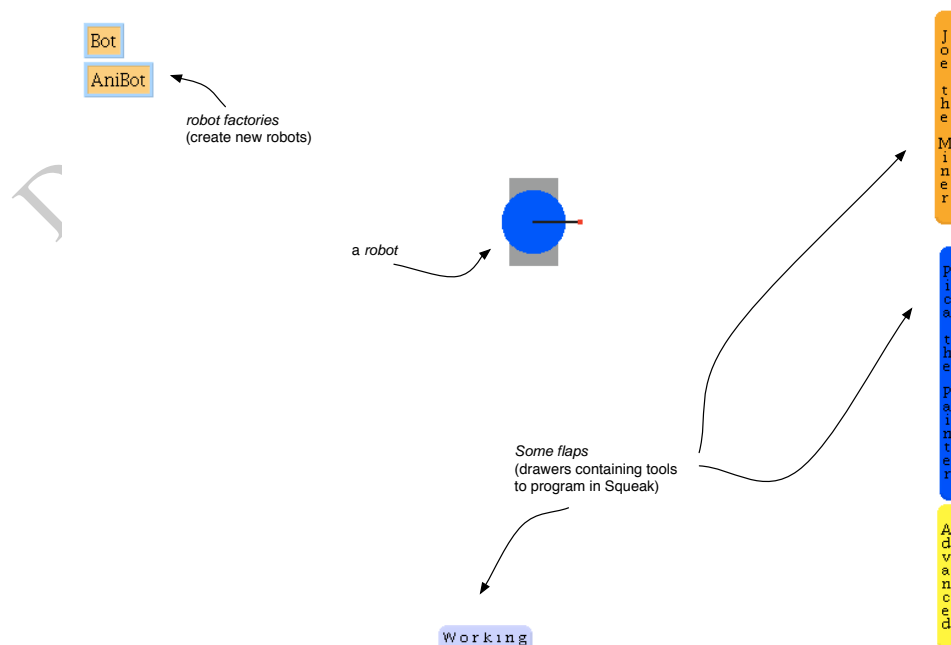 Bot
AniBot
robot factories
(create new robots)
a robot
Some flaps
(drawers containing tools
to program in Squeak)
Working
Joe the Miner
Pica the Painter
Advanced